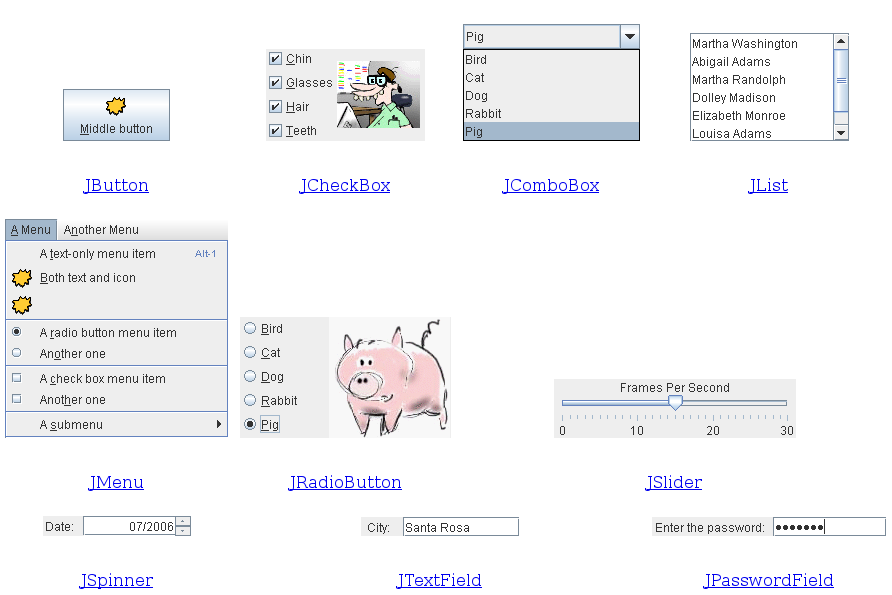 Middle button
Chin
Glasses
Hair
Teeth
Pig
Bird
Cat
Dog
Rabbit
Pig
Martha Washington
Abigail Adams
Martha Randolph
Dolley Madison
Elizabeth Monroe
Louisa Adams
JButton
JCheckBox
JComboBox
JList
A Menu Another Menu
A text-only menu item Alt-1
Both text and icon
A radio button menu item
Another one
A check box menu item
Another one
A submenu
Bird
Cat
Dog
Rabbit
Pig
Frames Per Second
0 10 20 30
JMenu
JRadioButton
JSlider
Date: 07/2006
City: Santa Rosa
Enter the password: •••••••
JSpinner
JTextField
JPasswordField